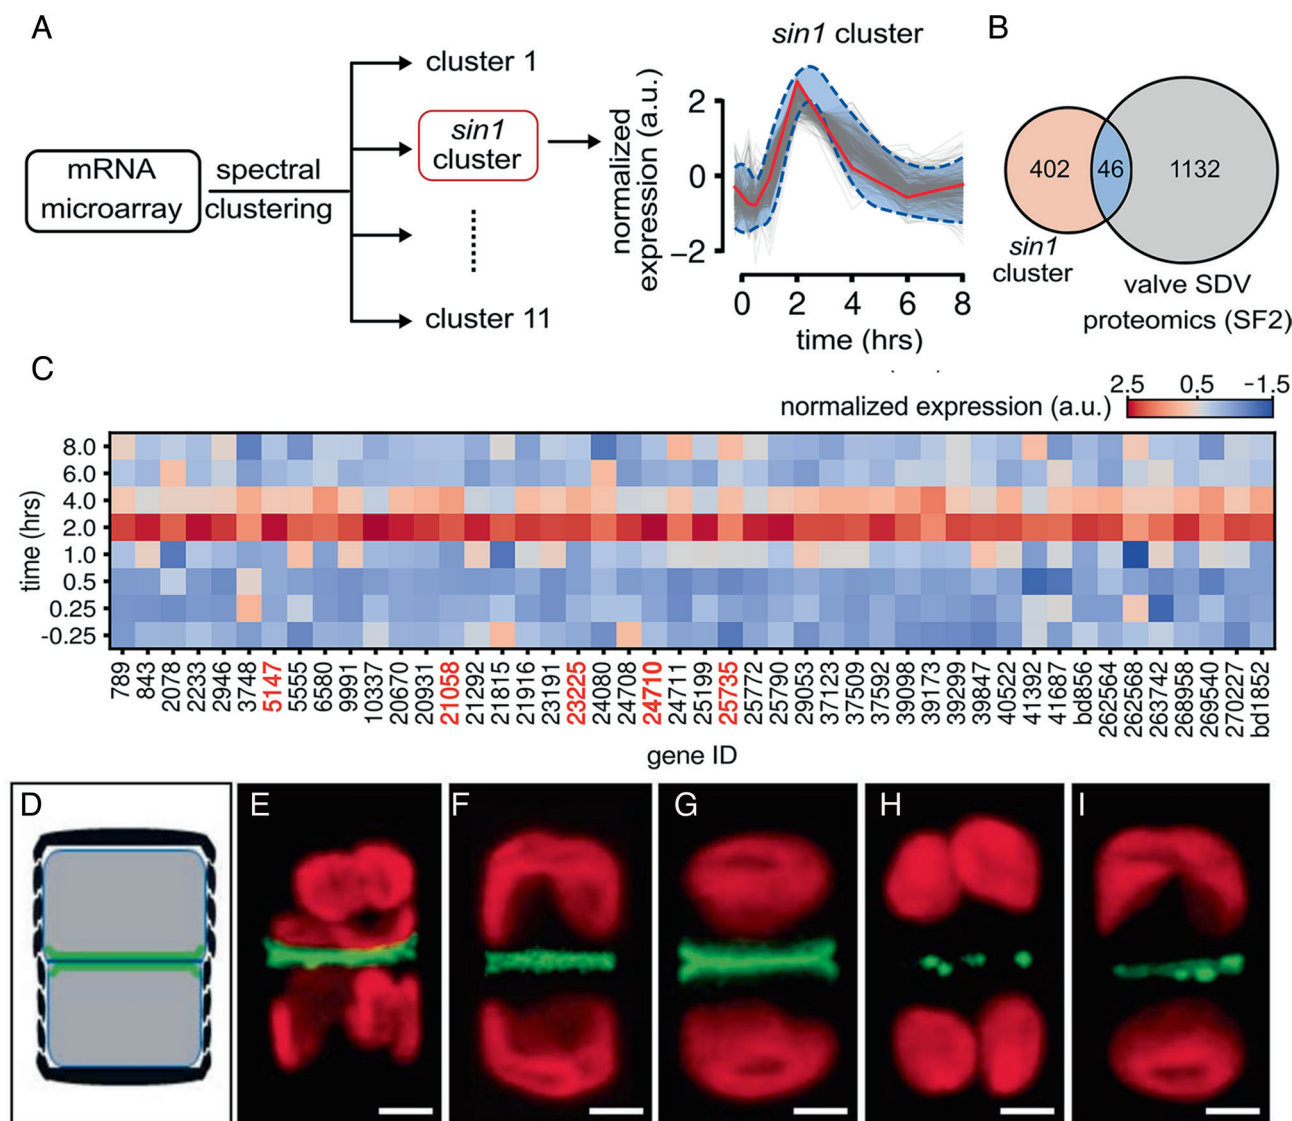 A
mRNA
microarray
spectral
clustering
cluster 1
sin1
cluster
cluster 11
sin1 cluster
normalized
expression (a.u.)
2
0
−2
0 2 4 6 8
time (hrs)
B
402 46 1132
sin1
cluster
valve SDV
proteomics (SF2)
C
normalized expression (a.u.)
2.5 0.5 −1.5
time (hrs)
8.0
6.0
4.0
2.0
1.0
0.5
0.25
-0.25
789 843 2078 22233 29946 37748 5147 5555 6580 9991 10337 20670 20931 21058 21292 21815 21916 23191 23225 24080 24708 24710 24711 25199 25735 25772 25790 29053 37123 37509 37592 39098 39173 39299 39847 40522 41392 41687 bd856 262564 262568 263742 268958 269540 270227 bd1852
gene ID
D E F G H I